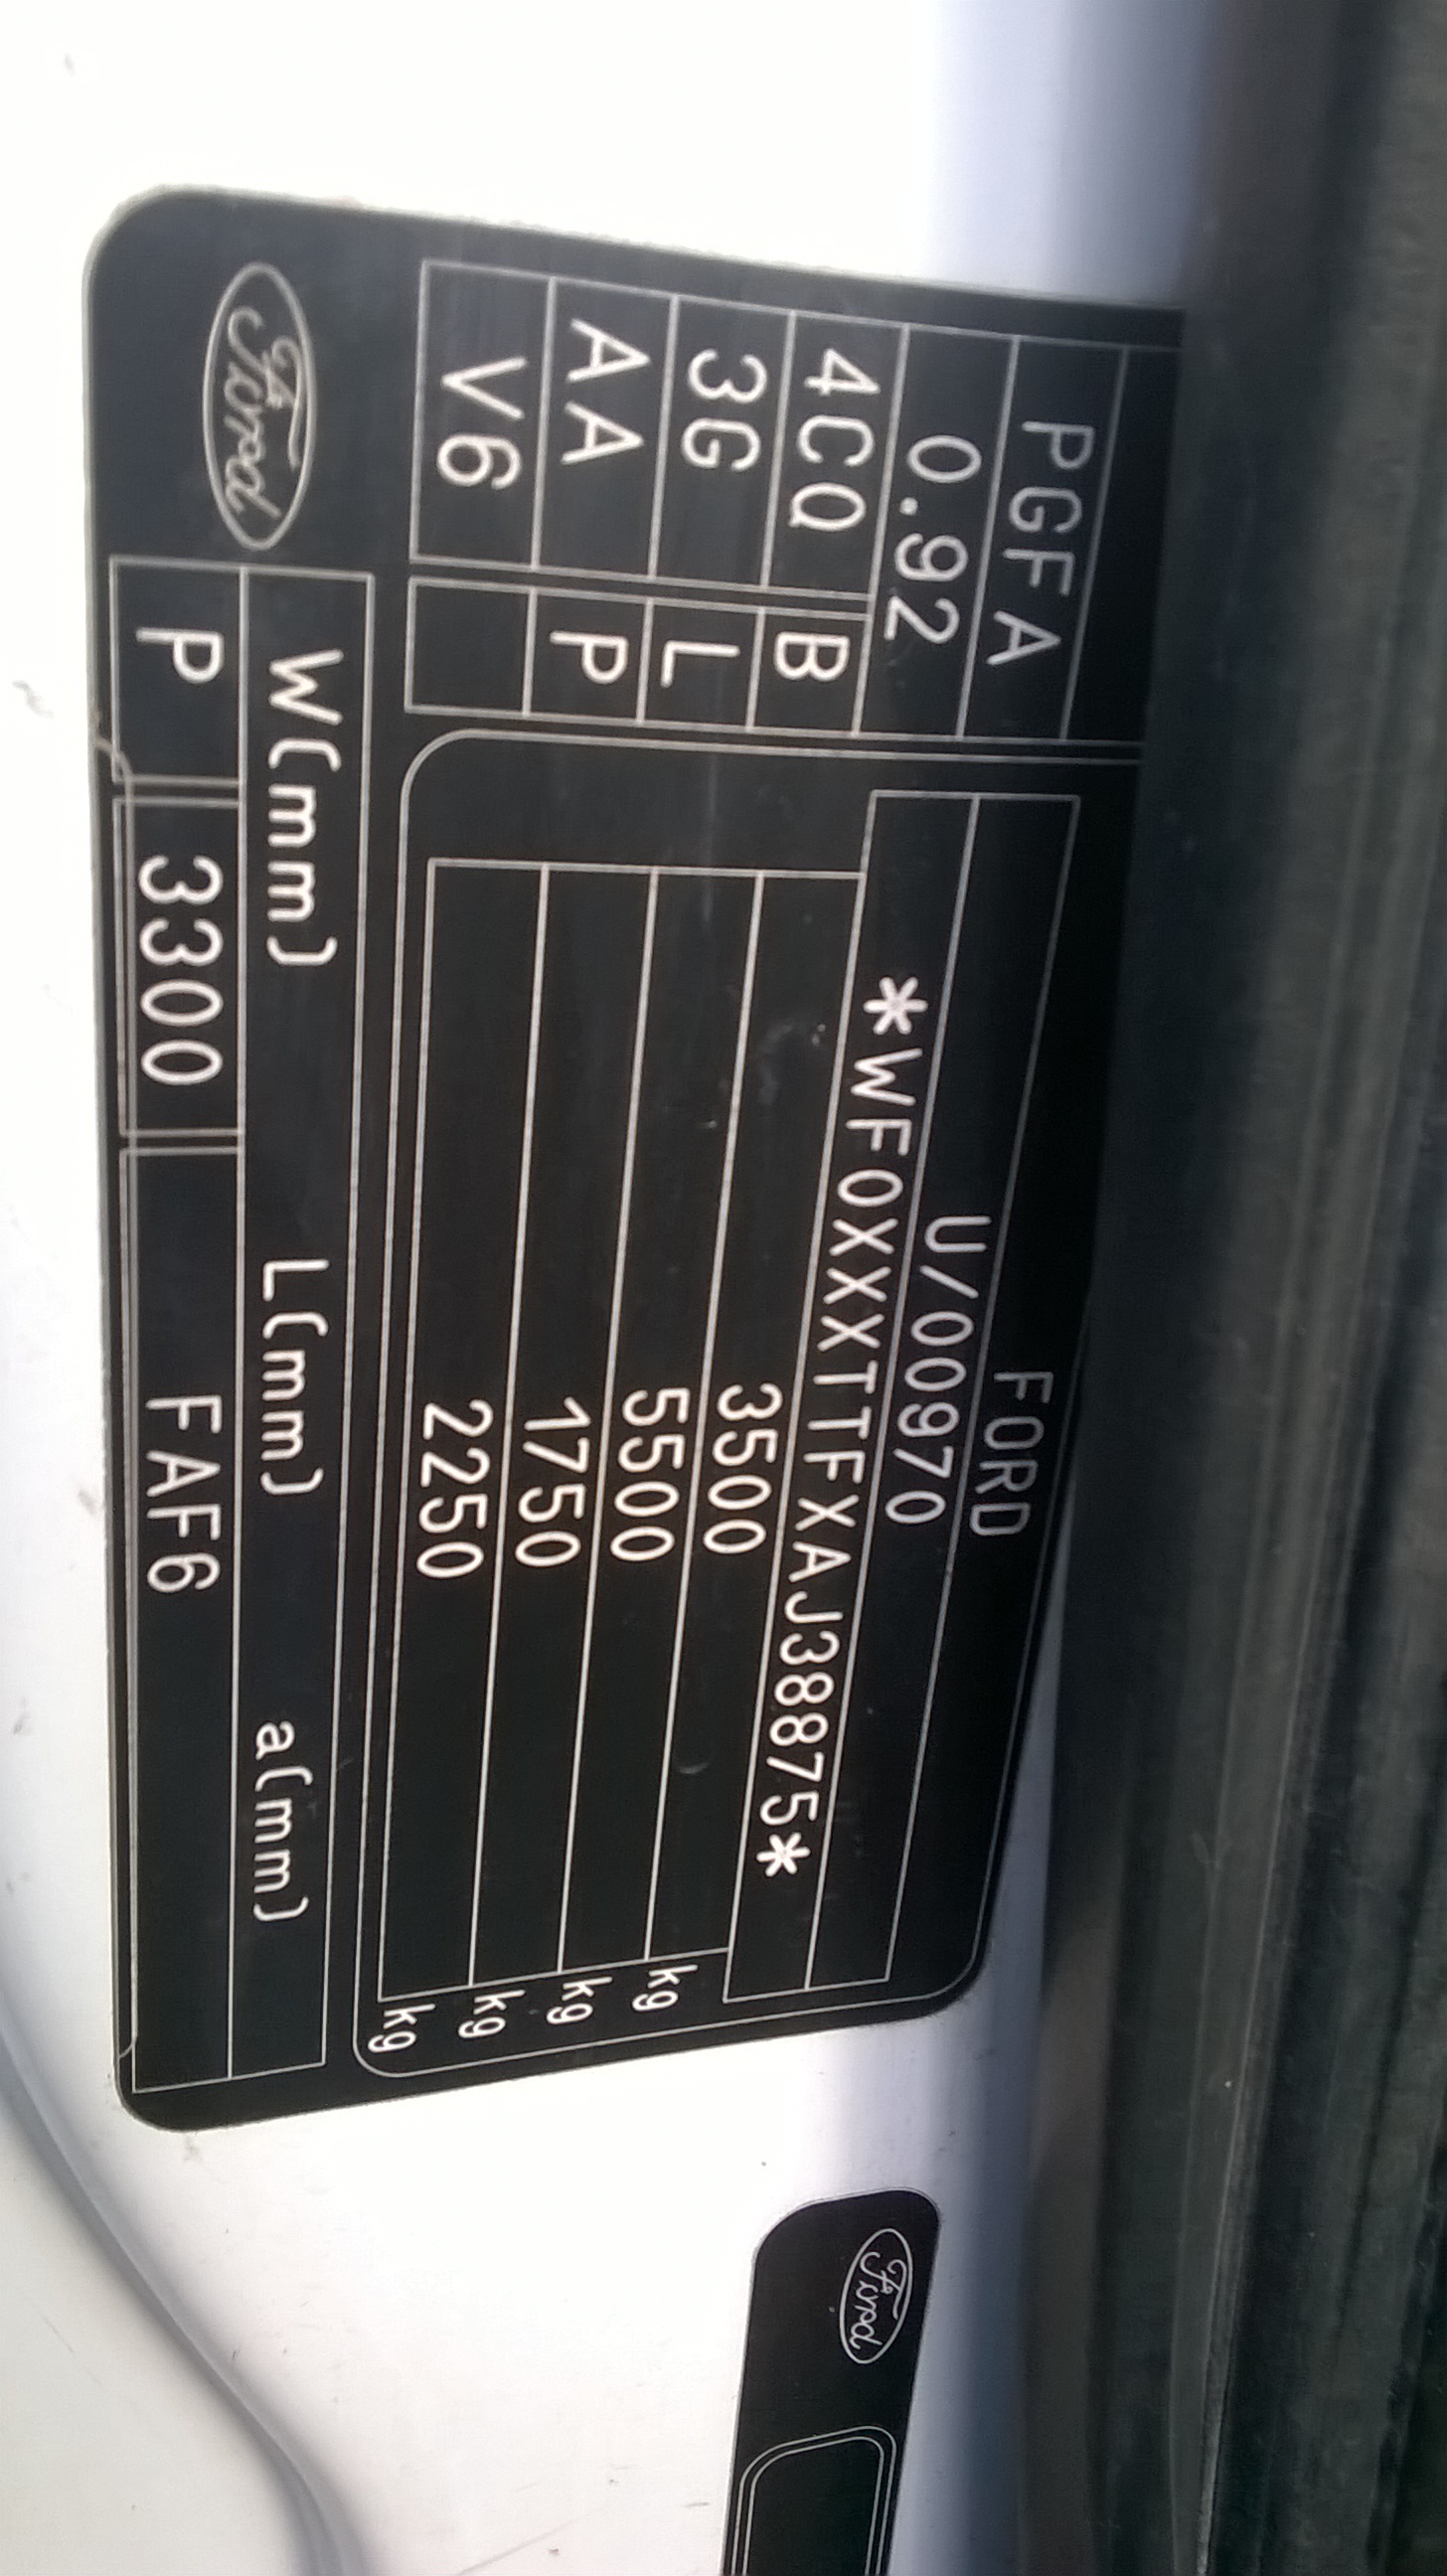 PGFA
0.92
4CQ B
3G L
AA P
V6
FORD
U/00970
*WF0XXXTTFXAJ38875*
3500 kg
5500 kg
1750 kg
2250 kg
Ford
W(mm) L(mm) a(mm)
P 3300 FAF6
Ford